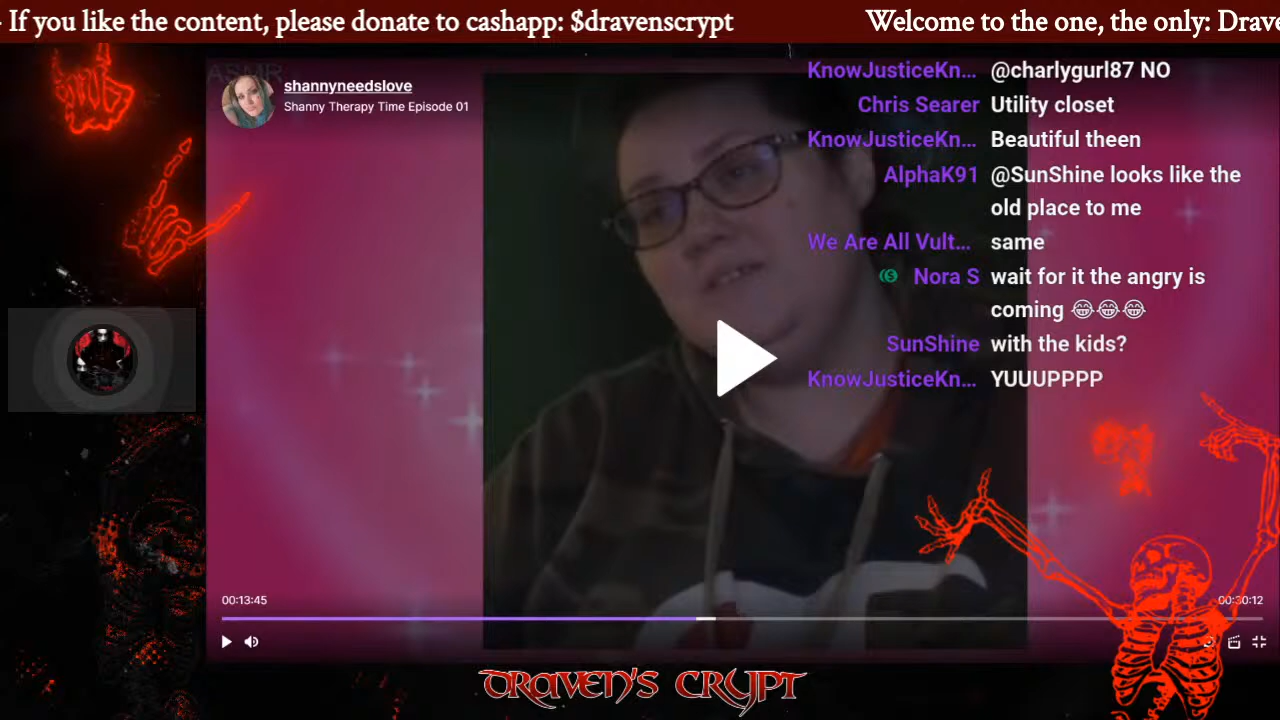 If you like the content, please donate to cashapp: $dravenscrypt
Welcome to the one, the only: Drave
ASMR
shannyneedslove
Shanny Therapy Time Episode 01
KnowJusticeKn... @charlygurl87 NO
Chris Searer Utility closet
KnowJusticeKn... Beautiful theen
AlphaK91 @SunShine looks like the
old place to me
We Are All Vult... same
Nora S wait for it the angry is
coming 😂😂😂
SunShine with the kids?
KnowJusticeKn... YUUUPPPP
00:13:45
00:30:12
DRAVEN'S CRYPT